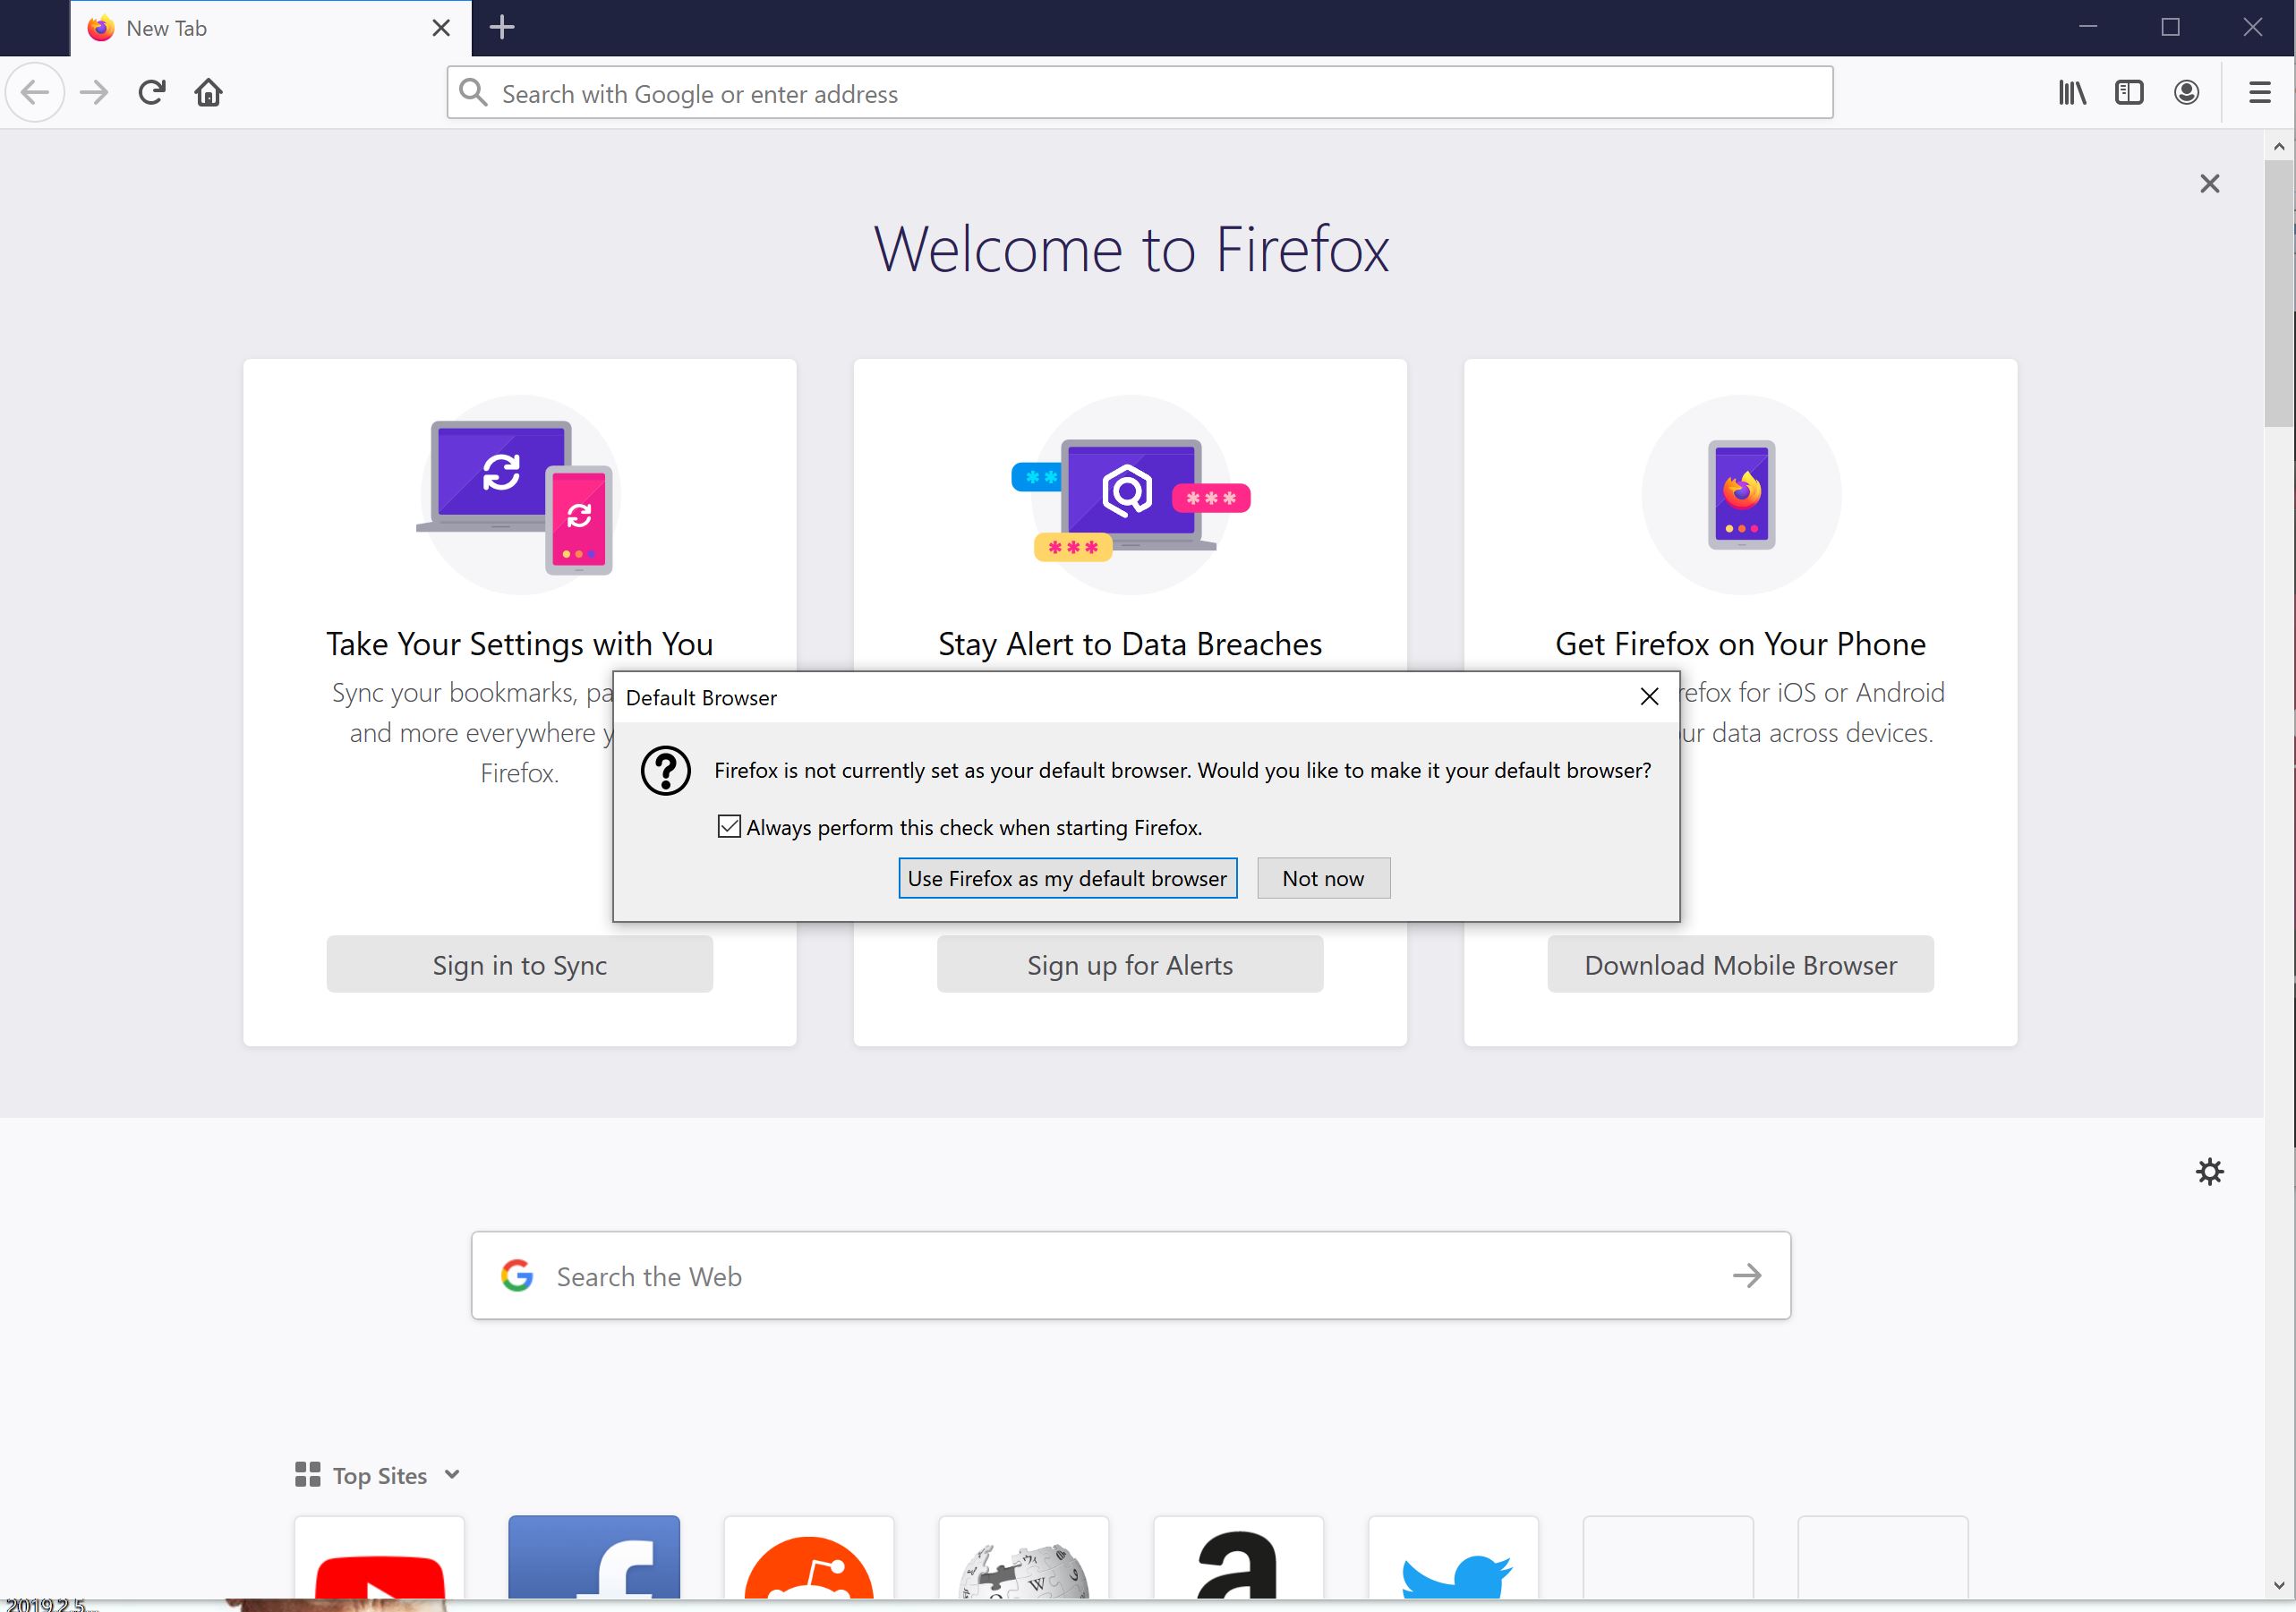 New Tab
Search with Google or enter address
Welcome to Firefox
Take Your Settings with You
Sync your bookmarks, pa
and more everywhere y
Firefox.
Sign in to Sync
Stay Alert to Data Breaches
Sign up for Alerts
Get Firefox on Your Phone
refox for iOS or Android
ur data across devices.
Download Mobile Browser
Default Browser
Firefox is not currently set as your default browser. Would you like to make it your default browser?
Always perform this check when starting Firefox.
Use Firefox as my default browser
Not now
Search the Web
Top Sites
2019.2.5...